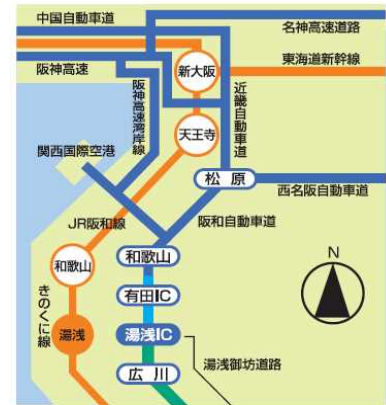 中国自動車道
名神高速道路
新大阪
東海道新幹線
阪神高速
阪神高速湾岸線
近畿自動車道
天王寺
関西国際空港
松原
西名阪自動車道
JR阪和線
阪和自動車道
和歌山
和歌山
N
きのくに線
有田IC
湯浅
湯浅IC
湯浅御坊道路
広川